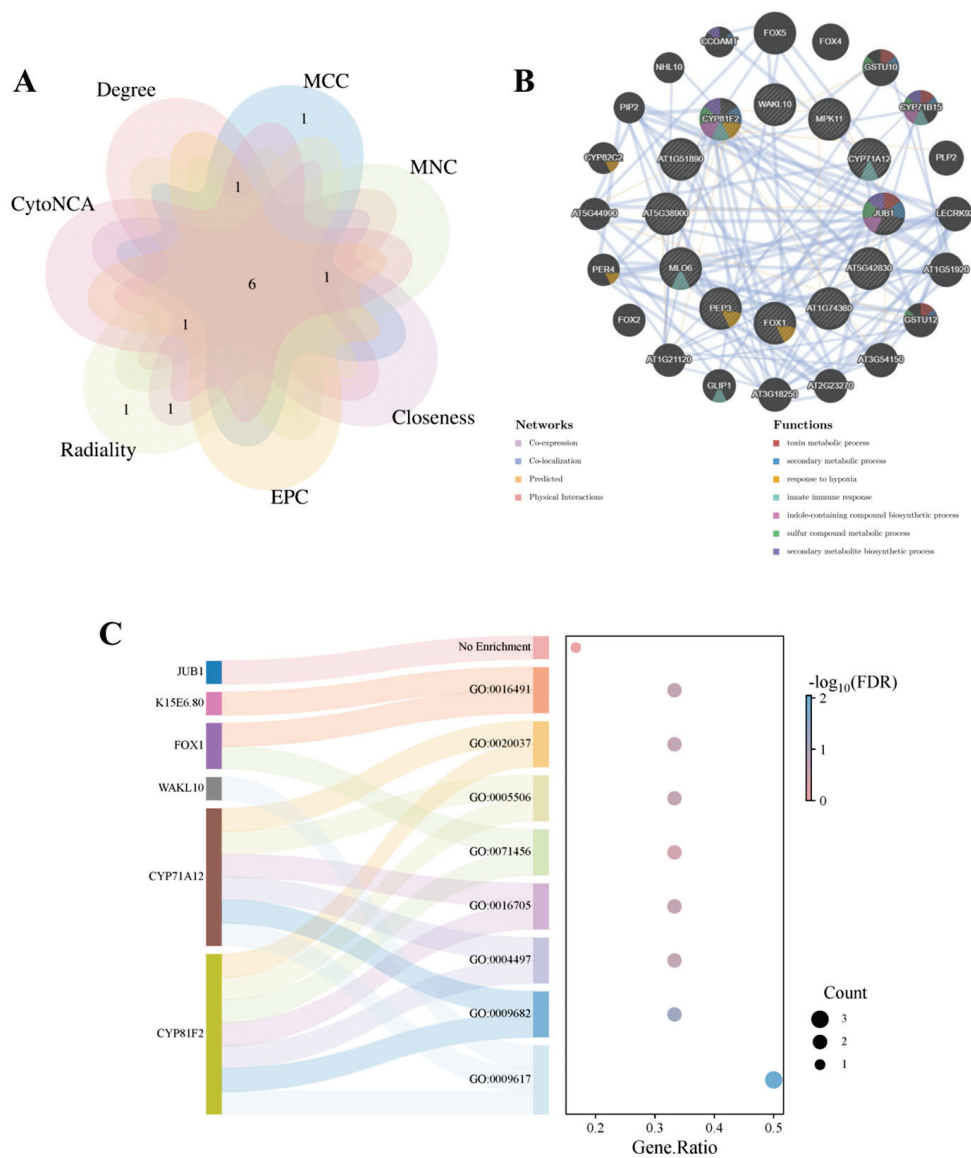 A
Degree
MCC
MNC
CytoNCA
Closeness
Radiality
EPC
1
1
6
1
1
1
1
B
FOX5
CCOAMT
FOX4
NHL10
GSTU10
WAKL10
PIP2
CYP81F2
MPK11
CYP71B15
CYP82C2
AT1G51890
CYP71A12
PLP2
AT5G44990
AT5G38900
JUB1
PER4
MLO6
AT5G42830
AT1G51920
FOX2
PEP3
FOX1
AT1G74360
GSTU12
AT1G21120
AT3G54150
GLIP1
AT3G18250
AT2G23270
Networks
Co-expression
Co-localization
Predicted
Physical Interactions
Functions
toxin metabolic process
secondary metabolic process
response to hypoxia
innate immune response
indole-containing compound biosynthetic process
sulfur compound metabolic process
secondary metabolite biosynthetic process
C
JUB1
K15E6.80
FOX1
WAKL10
CYP71A12
CYP81F2
No Enrichment
GO:0016491
GO:0020037
GO:0005506
GO:0071456
GO:0016705
GO:0004497
GO:0009682
GO:0009617
0.2 0.3 0.4 0.5
Gene.Ratio
-log10(FDR)
2
1
0
Count
3
2
1